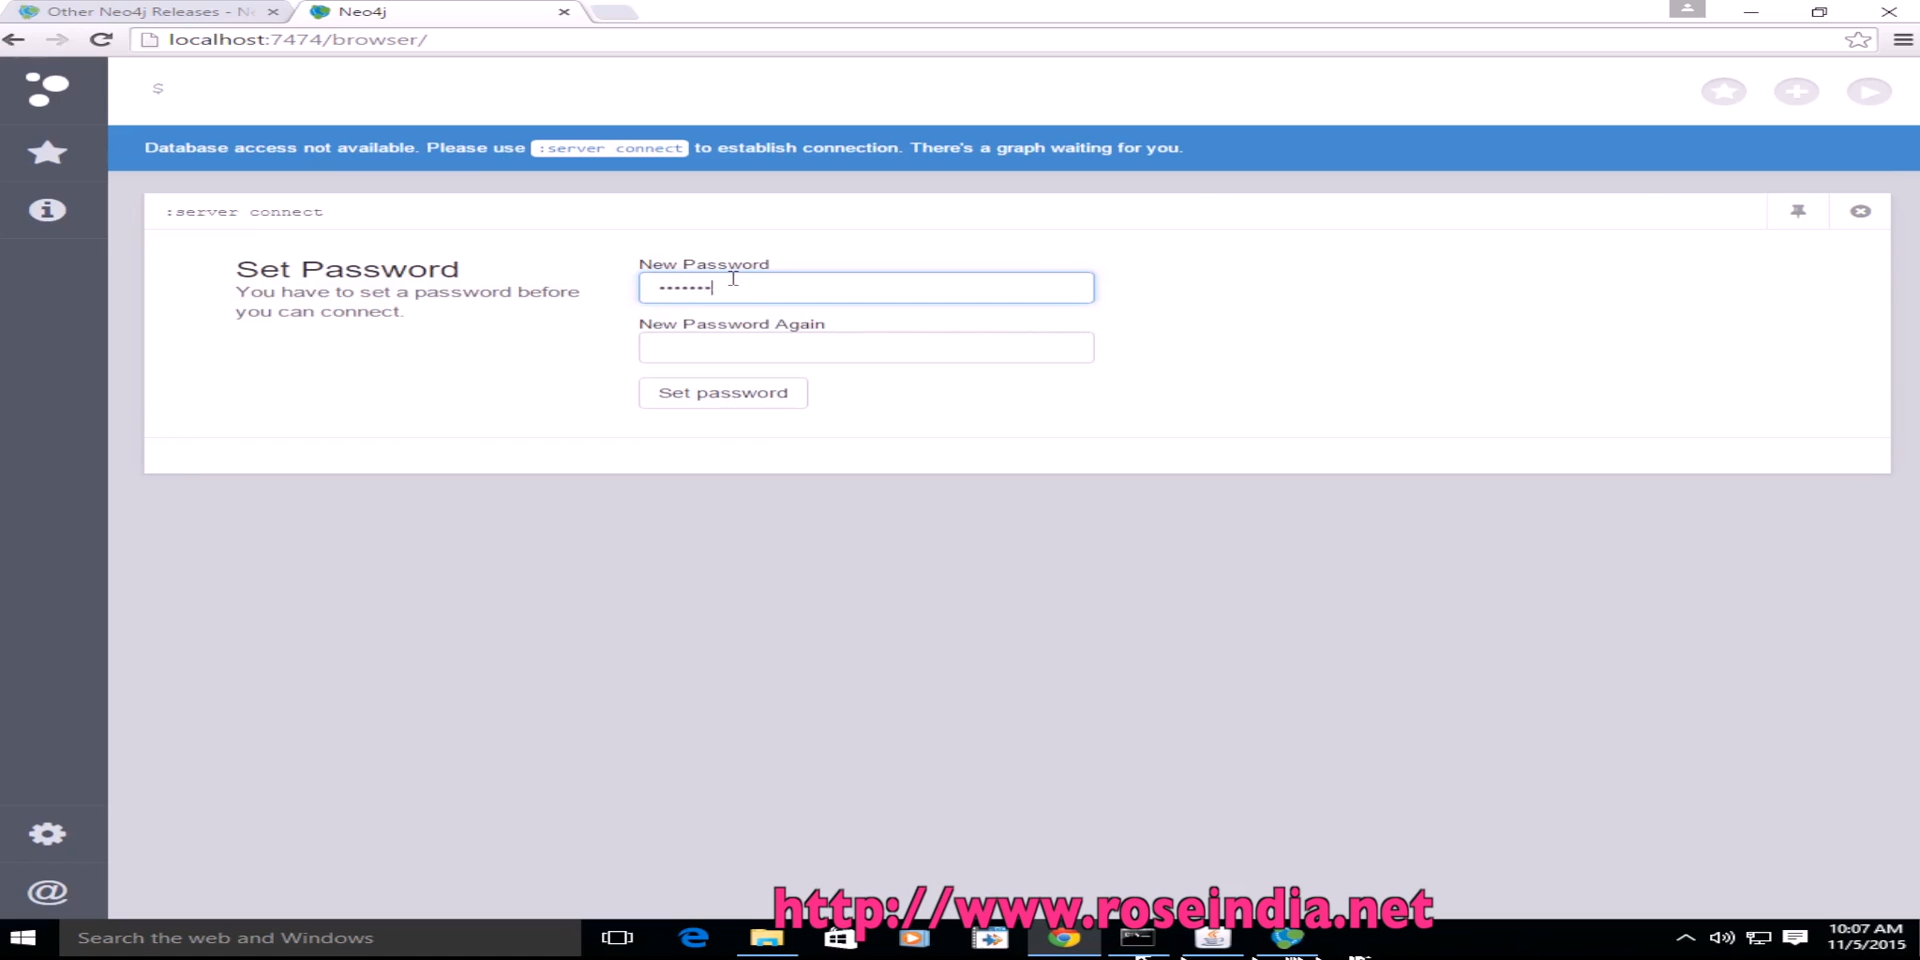 Other Neo4j Releases - Ne
Neo4j
localhost:7474/browser/
$
Database access not available. Please use :server connect to establish connection. There's a graph waiting for you.
:server connect
Set Password
You have to set a password before
you can connect.
New Password
New Password Again
Set password
http://www.roseindia.net
Search the web and Windows
10:07 AM
11/5/2015